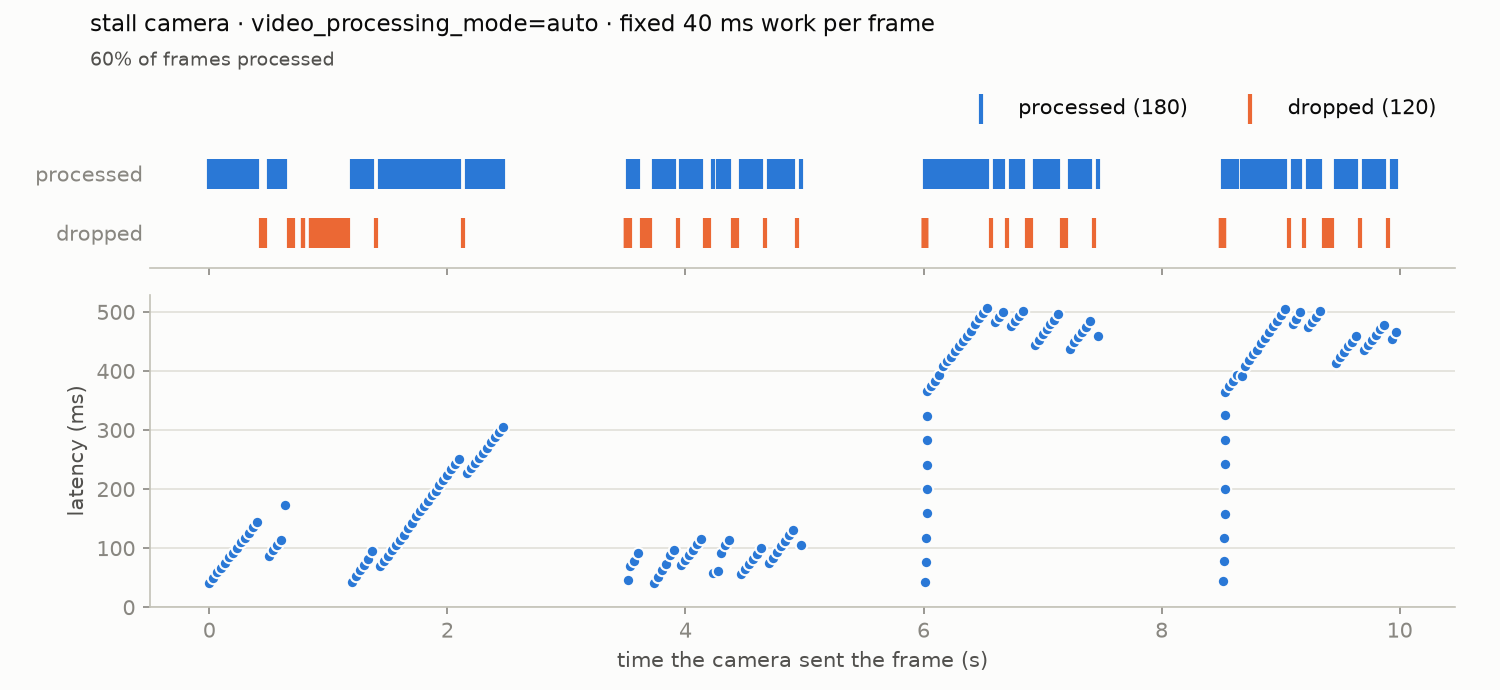 stall camera · video_processing_mode=auto · fixed 40 ms work per frame
60% of frames processed
processed (180) dropped (120)
processed
dropped
500
400
300
200
100
0
latency (ms)
0 2 4 6 8 10
time the camera sent the frame (s)